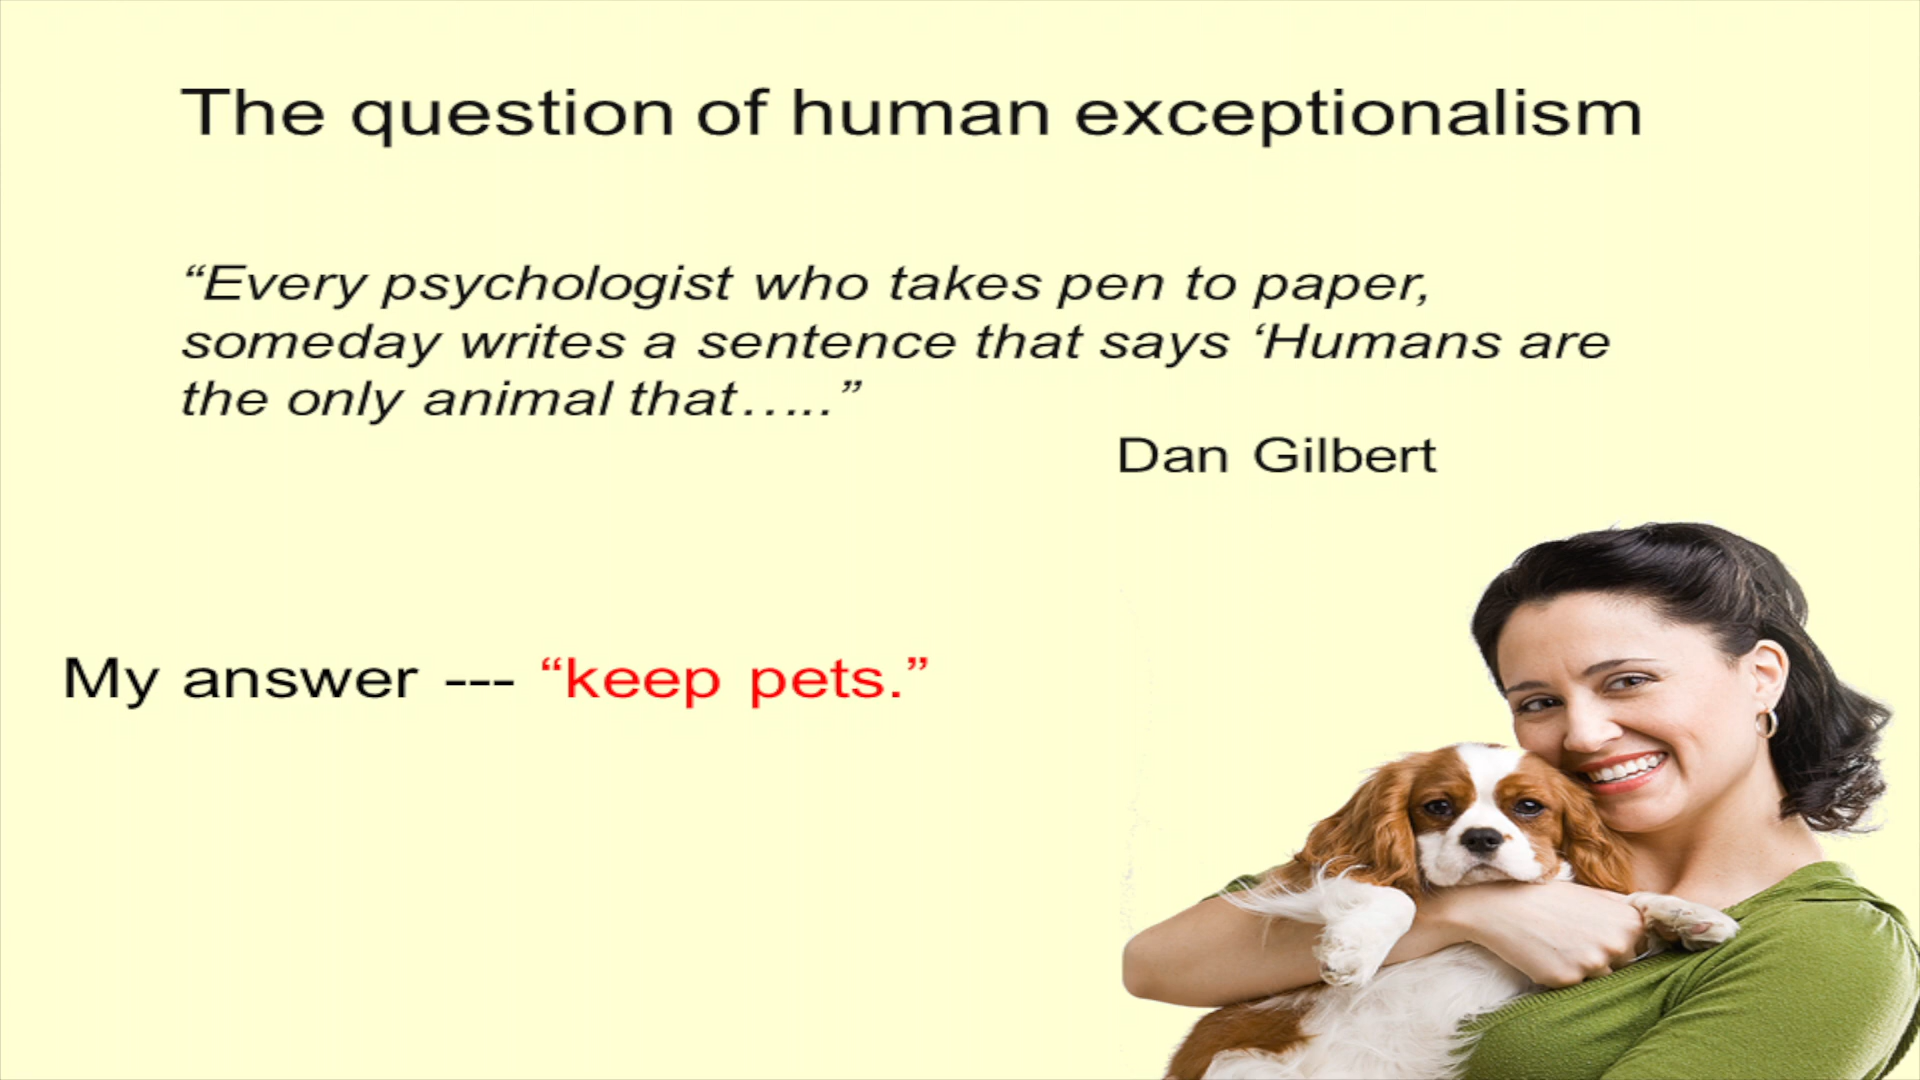 The question of human exceptionalism
“Every psychologist who takes pen to paper,
someday writes a sentence that says ‘Humans are
the only animal that…..”
Dan Gilbert
My answer --- “keep pets.”